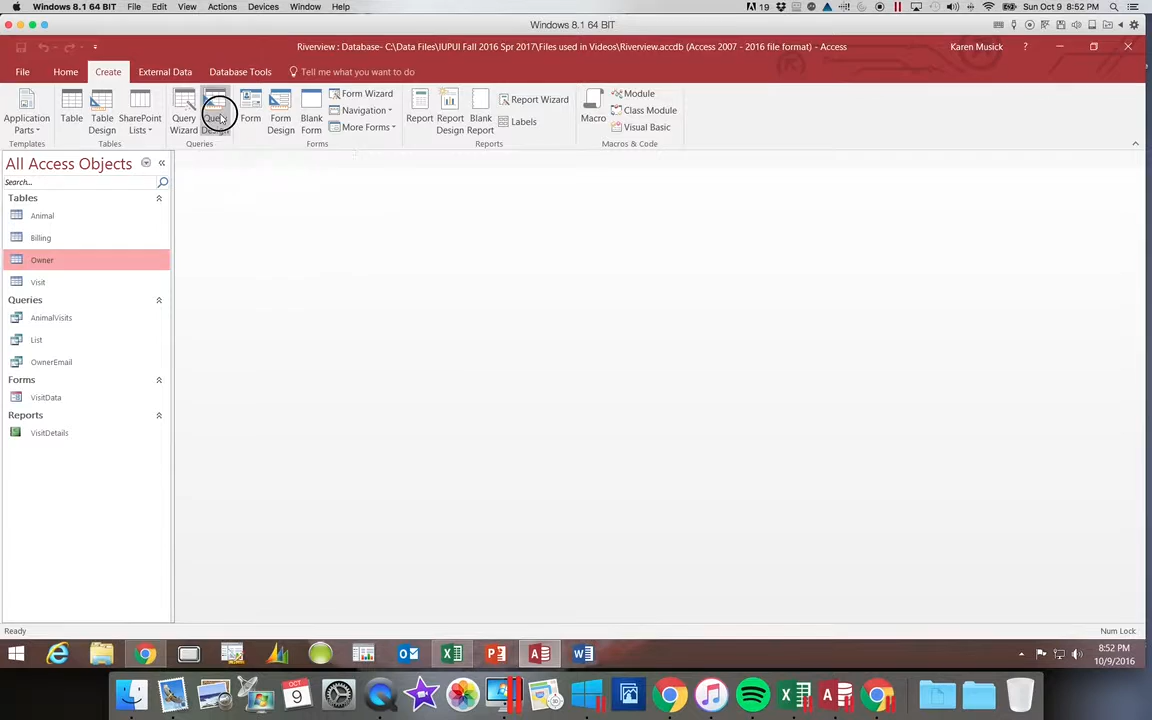 Windows 8.1 64 BIT File Edit View Actions Devices Window Help 19 Sun Oct 9 8:52 PM
Windows 8.1 64 BIT
Riverview : Database- C:\Data Files\IUPUI Fall 2016 Spr 2017\Files used in Videos\Riverview.accdb (Access 2007 - 2016 file format) - Access Karen Musick ?
File Home Create External Data Database Tools Tell me what you want to do
Application Parts
Templates
Table
Table Design
SharePoint Lists
Tables
Query Wizard
Query Design
Queries
Form
Form Design
Blank Form
Form Wizard
Navigation
More Forms
Forms
Report
Report Design
Blank Report
Report Wizard
Labels
Reports
Macro
Module
Class Module
Visual Basic
Macros & Code
All Access Objects
Search...
Tables
Animal
Billing
Owner
Visit
Queries
AnimalVisits
List
OwnerEmail
Forms
VisitData
Reports
VisitDetails
Ready Num Lock
8:52 PM
10/9/2016
OCT
9